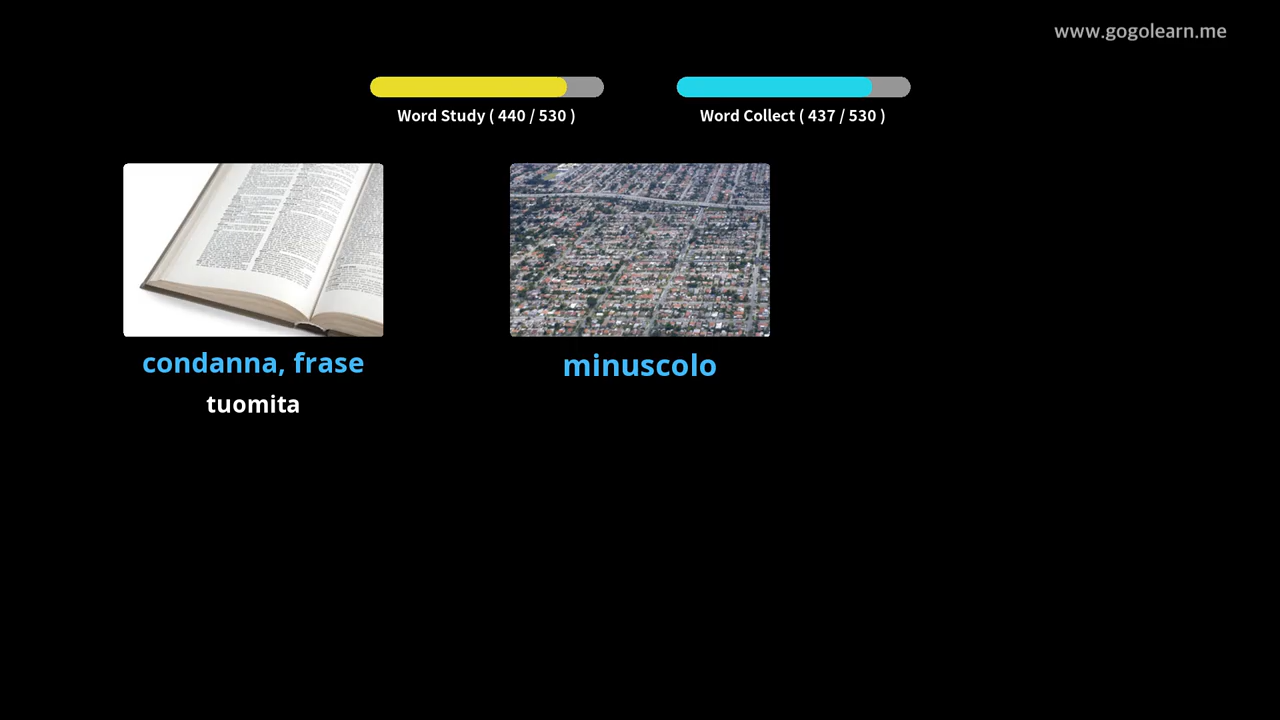 www.gogolearn.me
Word Study ( 440 / 530 )
Word Collect ( 437 / 530 )
condanna, frase
tuomita
minuscolo